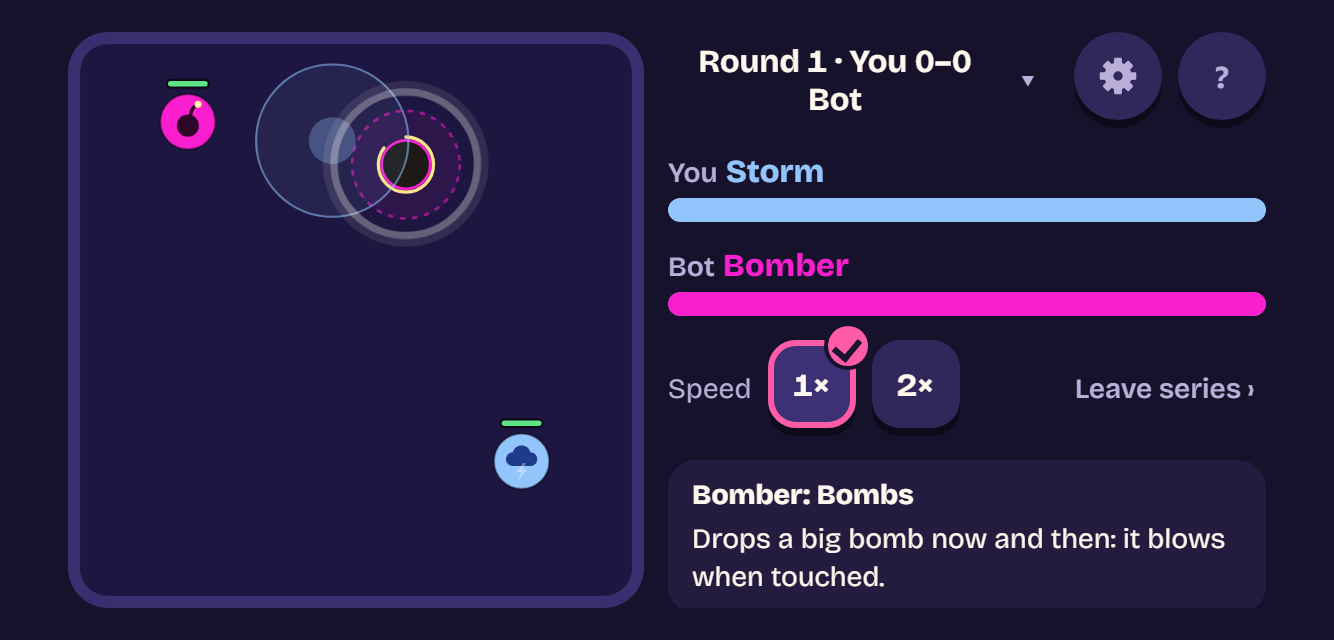 Round 1 · You 0–0
Bot
?
You Storm
Bot Bomber
Speed
1×
2×
Leave series ›
Bomber: Bombs
Drops a big bomb now and then: it blows
when touched.